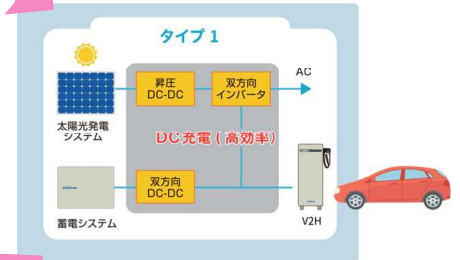 タイプ 1
AC
昇圧
DC-DC
双方向
インバータ
太陽光発電
システム
DC充電(高効率)
双方向
DC-DC
蓄電システム
V2H